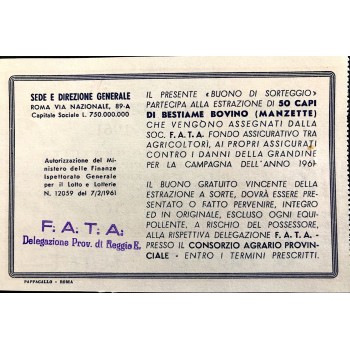 SEDE E DIREZIONE GENERALE
ROMA VIA NAZIONALE, 89-A
Capitale Sociale L. 750.000.000
Autorizzazione del Mi-
nistero delle Finanze
Ispettorato Generale
per il Lotto e Lotterie
N. 12059 del 7/2/1961
F. A. T. A.
Delegazione Prov. di Reggio E.
IL PRESENTE «BUONO DI SORTEGGIO»
PARTECIPA ALLA ESTRAZIONE DI 50 CAPI
DI BESTIAME BOVINO (MANZETTE)
CHE VENGONO ASSEGNATI DALLA
SOC. F. A. T. A. FONDO ASSICURATIVO TRA
AGRICOLTORI, AI PROPRI ASSICURATI
CONTRO I DANNI DELLA GRANDINE
PER LA CAMPAGNA DELL'ANNO 1961
IL BUONO GRATUITO VINCENTE DELLA
ESTRAZIONE A SORTE, DOVRÀ ESSERE PRE-
SENTATO O FATTO PERVENIRE, INTEGRO
ED IN ORIGINALE, ESCLUSO OGNI EQUI-
POLLENTE, A RISCHIO DEL POSSESSORE,
ALLA RISPETTIVA DELEGAZIONE F. A. T. A. -
PRESSO IL CONSORZIO AGRARIO PROVIN-
CIALE - ENTRO I TERMINI PRESCRITTI.
PAPPAGALLO - ROMA